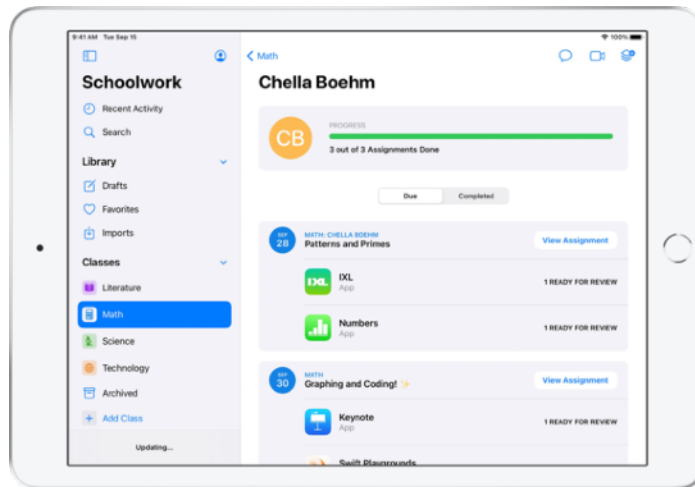 9:41 AM Tue Sep 15
100%
Schoolwork
Recent Activity
Search
Library
Drafts
Favorites
Imports
Classes
Literature
Math
Science
Technology
Archived
+ Add Class
Updating...
Math
Chella Boehm
CB
PROGRESS
3 out of 3 Assignments Done
Due Completed
SEP
28
MATH: CHELLA BOEHM
Patterns and Primes
View Assignment
IXL
IXL
App
1 READY FOR REVIEW
Numbers
App
1 READY FOR REVIEW
SEP
30
MATH
Graphing and Coding! ✨
View Assignment
Keynote
App
1 READY FOR REVIEW
Swift Playgrounds